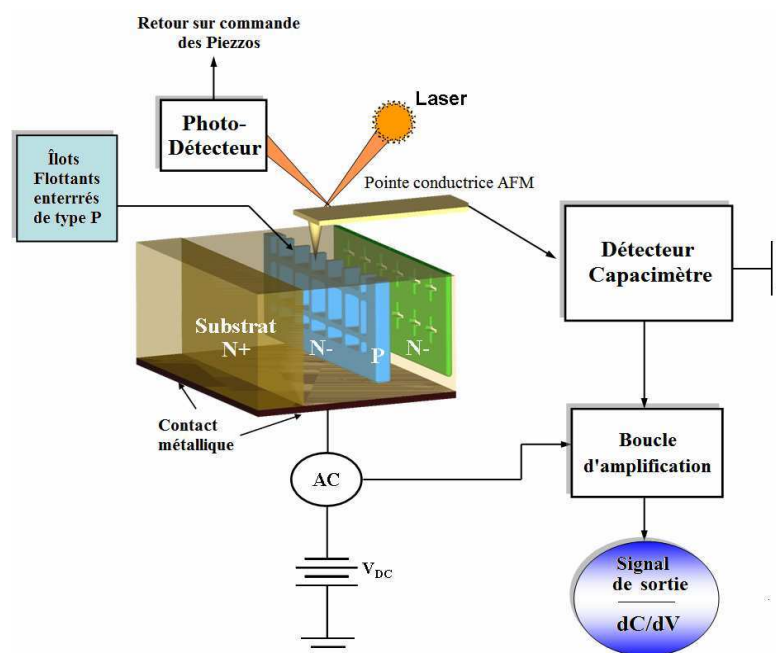 Retour sur commande
des Piezzos
Laser
Photo-
Détecteur
Îlots
Flottants
enterrrés
de type P
Pointe conductrice AFM
Détecteur
Capacimètre
Substrat
N+
N-
P
N-
Contact
métallique
AC
Boucle
d'amplification
VDC
Signal
de sortie
dC/dV